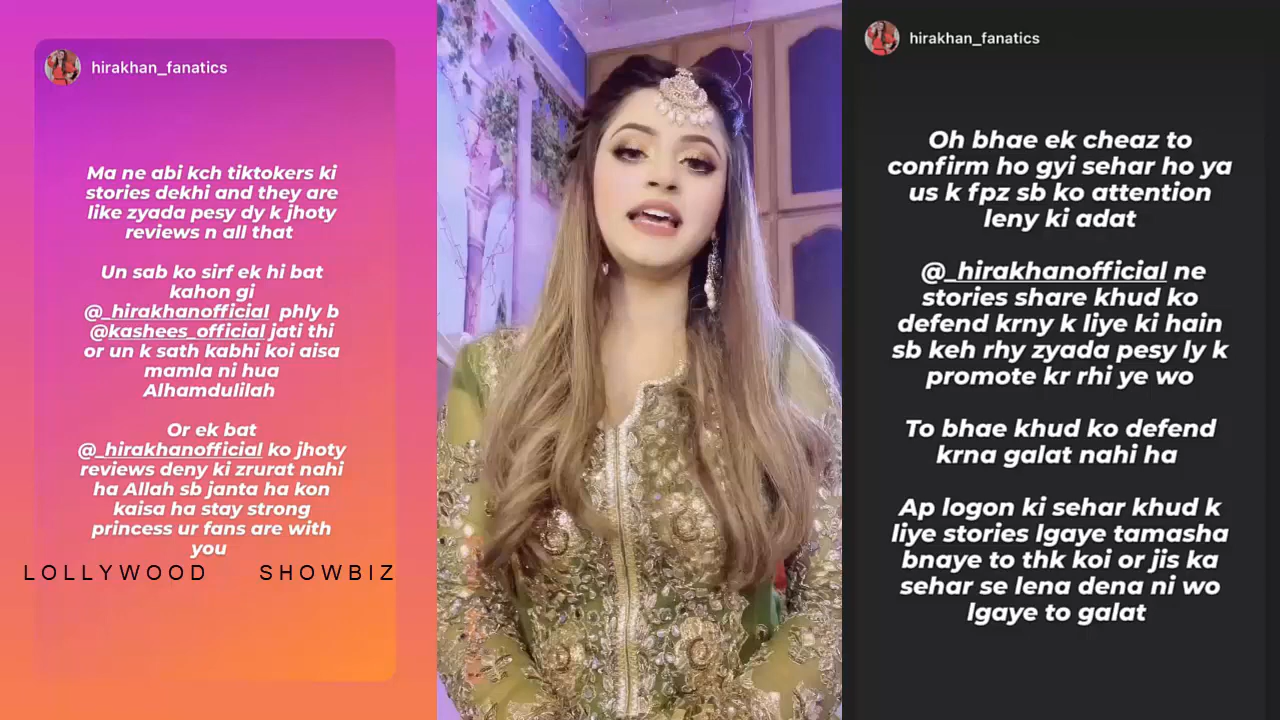 hirakhan_fanatics
Ma ne abi kch tiktokers ki
stories dekhi and they are
like zyada pesy dy k jhoty
reviews n all that
Un sab ko sirf ek hi bat
kahon gi
@_hirakhanofficial phly b
@kashees_official jati thi
or un k sath kabhi koi aisa
mamla ni hua
Alhamdulilah
Or ek bat
@_hirakhanofficial ko jhoty
reviews deny ki zrurat nahi
ha Allah sb janta ha kon
kaisa ha stay strong
princess ur fans are with
you
LOLLYWOOD SHOWBIZ
hirakhan_fanatics
Oh bhae ek cheaz to
confirm ho gyi sehar ho ya
us k fpz sb ko attention
leny ki adat
@_hirakhanofficial ne
stories share khud ko
defend krny k liye ki hain
sb keh rhy zyada pesy ly k
promote kr rhi ye wo
To bhae khud ko defend
krna galat nahi ha
Ap logon ki sehar khud k
liye stories lgaye tamasha
bnaye to thk koi or jis ka
sehar se lena dena ni wo
lgaye to galat